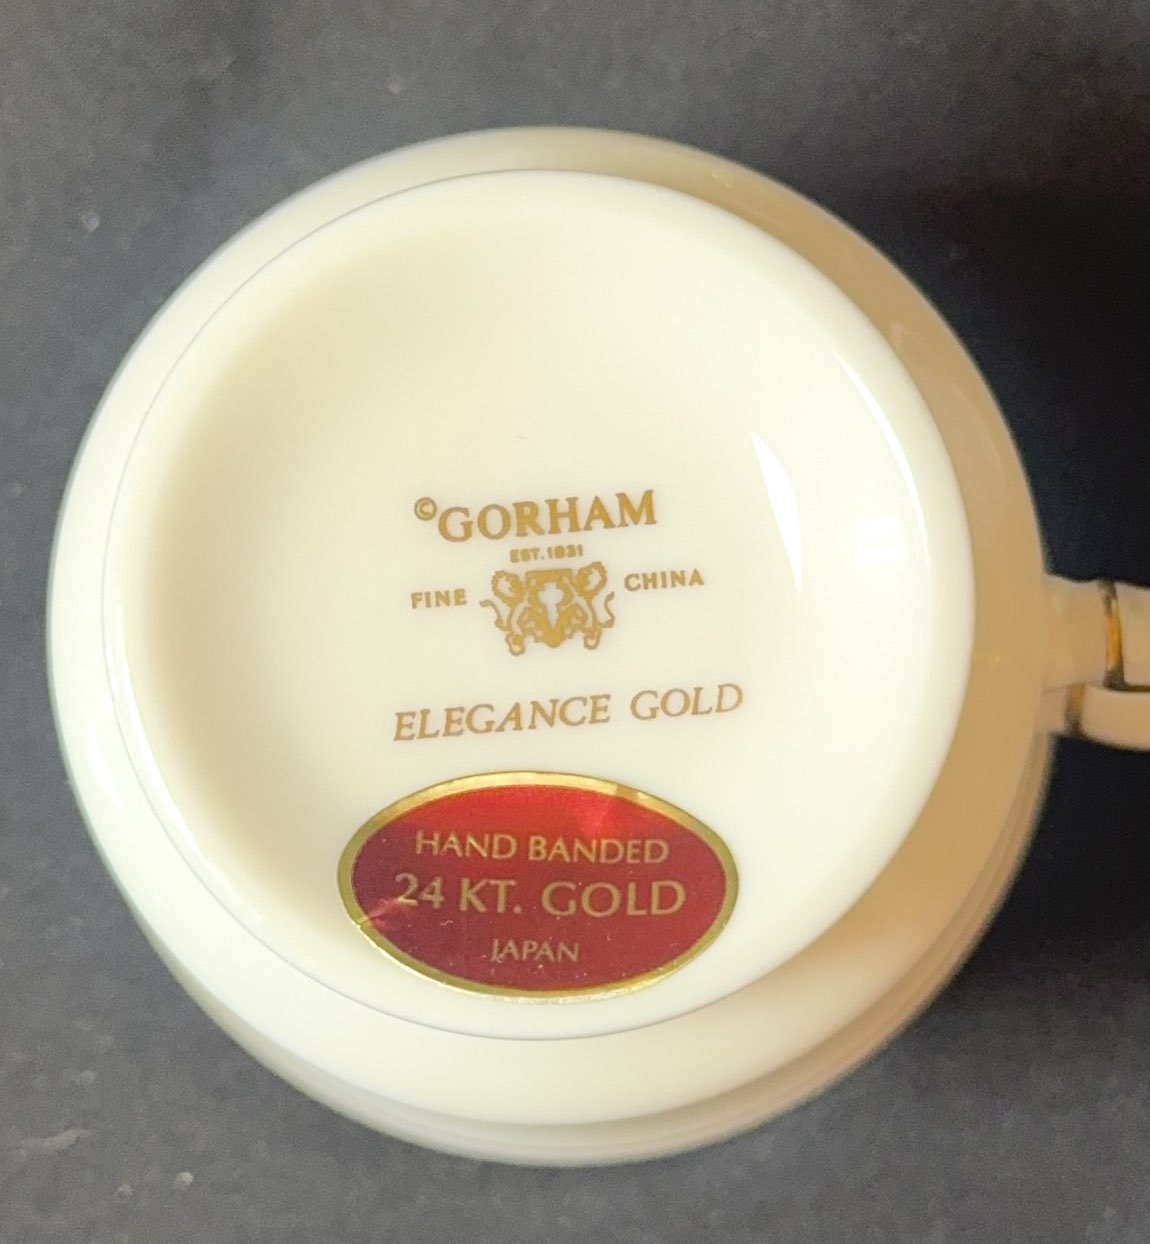 ©GORHAM
EST. 1831
FINE CHINA
ELEGANCE GOLD
HAND BANDED
24 KT. GOLD
JAPAN